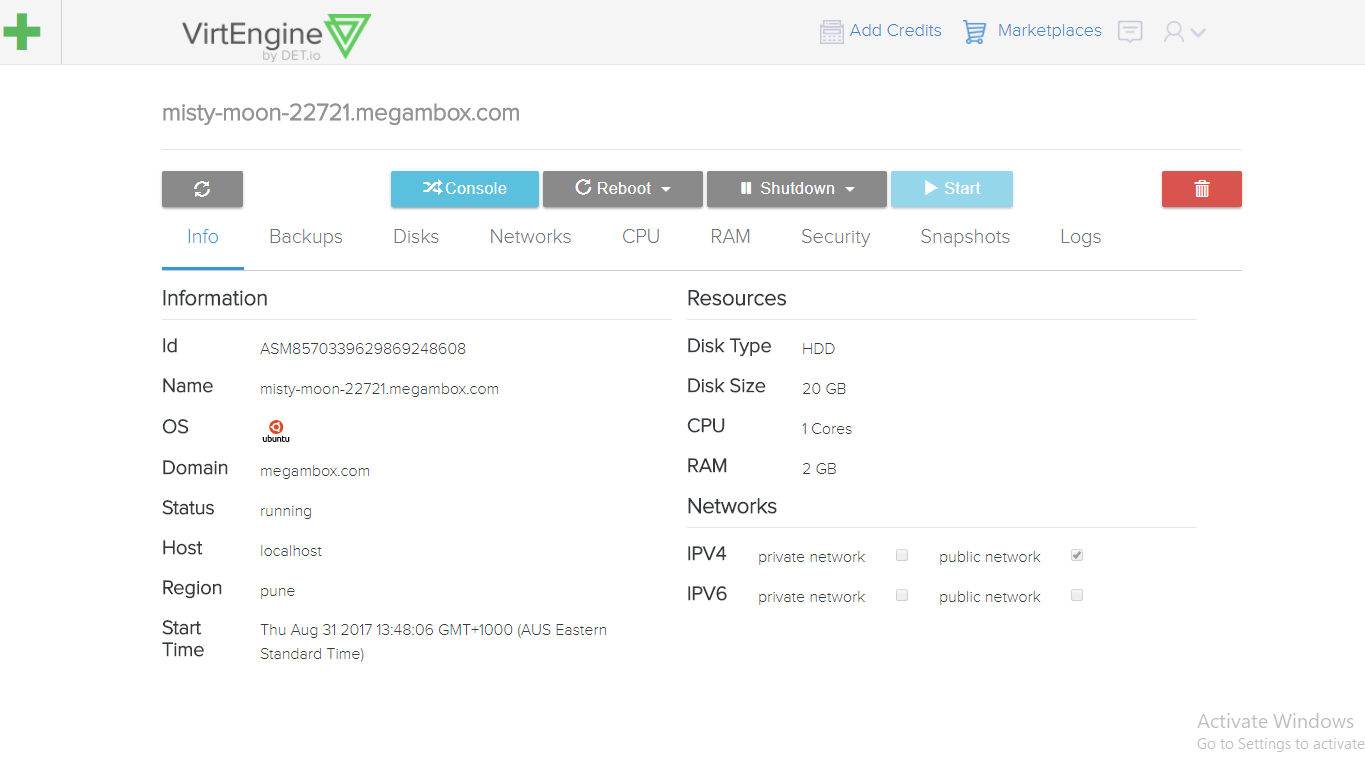 VirtEngine
by DET.io
Add Credits
Marketplaces
misty-moon-22721.megambox.com
Console
Reboot
Shutdown
Start
Info
Backups
Disks
Networks
CPU
RAM
Security
Snapshots
Logs
Information
Id ASM8570339629869248608
Name misty-moon-22721.megambox.com
OS ubuntu
Domain megambox.com
Status running
Host localhost
Region pune
Start Time Thu Aug 31 2017 13:48:06 GMT+1000 (AUS Eastern
Standard Time)
Resources
Disk Type HDD
Disk Size 20 GB
CPU 1 Cores
RAM 2 GB
Networks
IPV4 private network public network
IPV6 private network public network
Activate Windows
Go to Settings to activate